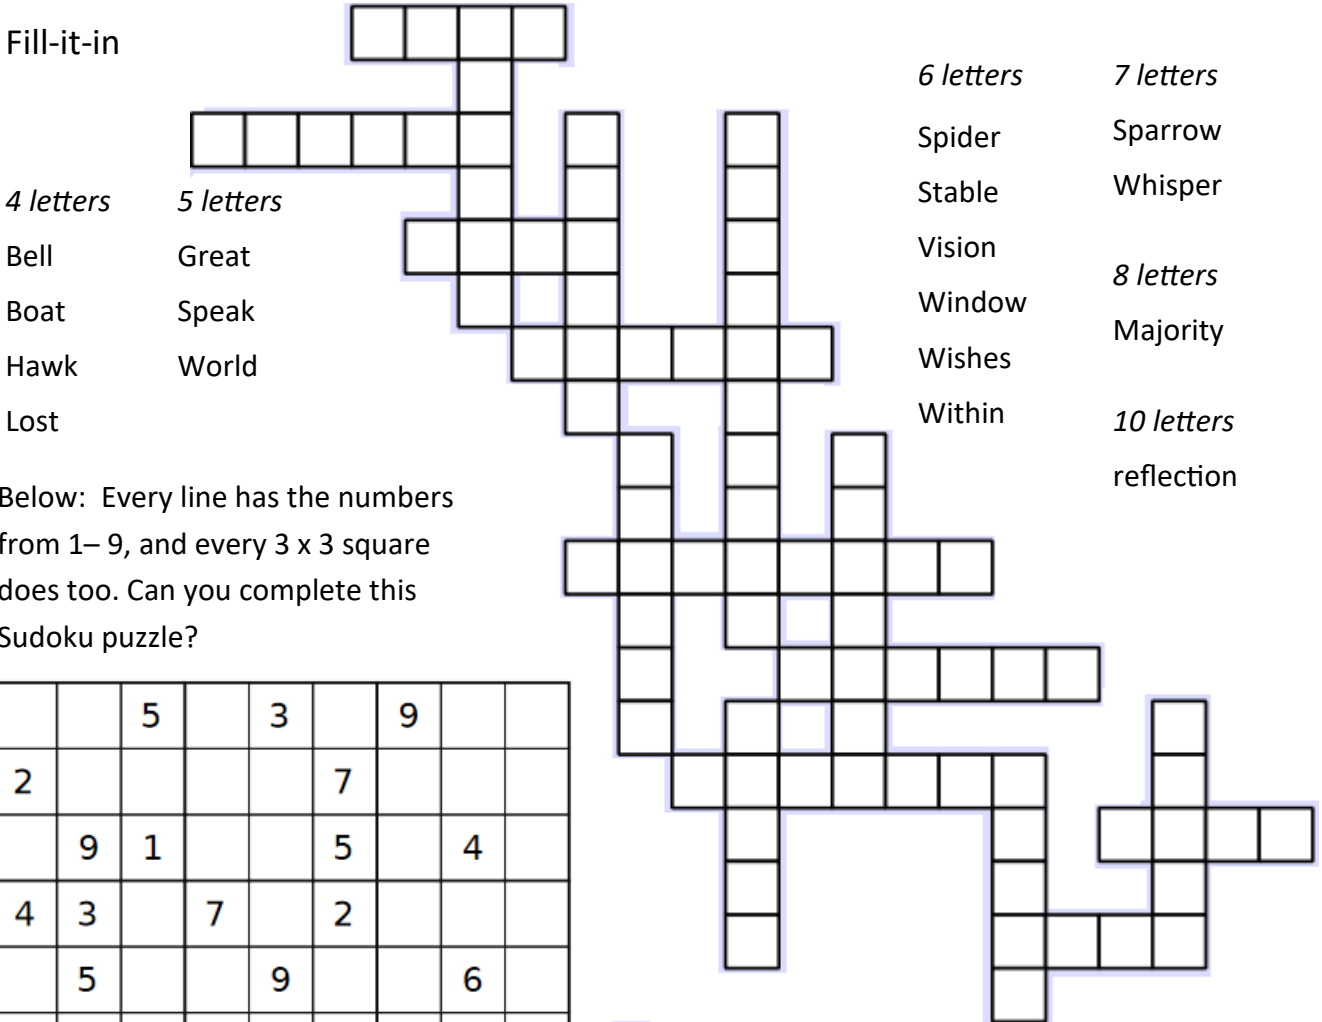 Fill-it-in
4 letters
Bell
Boat
Hawk
Lost
5 letters
Great
Speak
World
6 letters
Spider
Stable
Vision
Window
Wishes
Within
7 letters
Sparrow
Whisper
8 letters
Majority
10 letters
reflection
Below: Every line has the numbers
from 1– 9, and every 3 x 3 square
does too. Can you complete this
Sudoku puzzle?
5 3 9
2 7
9 1 5 4
4 3 7 2
5 9 6